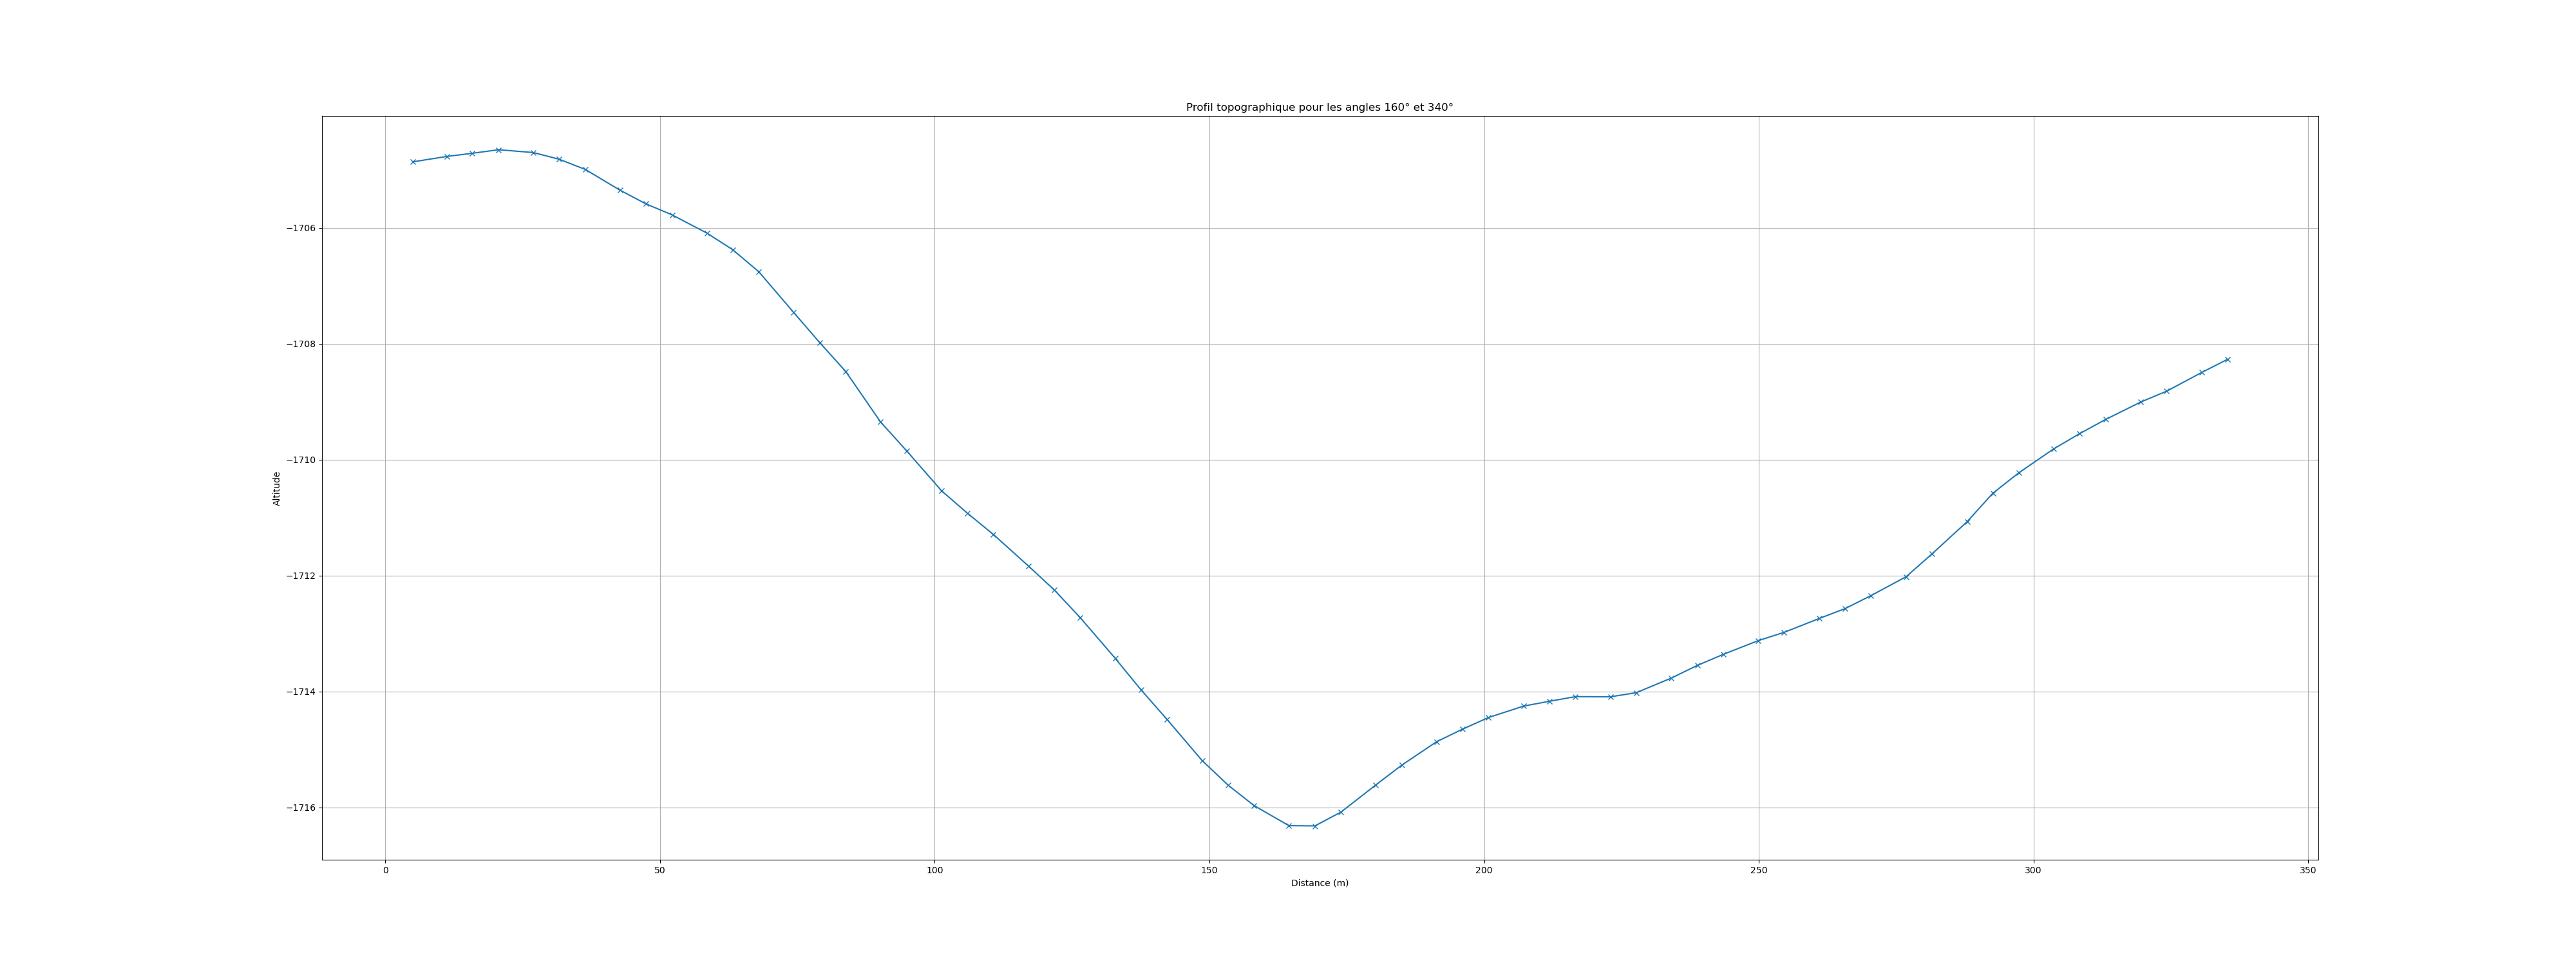 Profil topographique pour les angles 160° et 340°
−1706
−1708
−1710
−1712
−1714
−1716
Altitude
0 50 100 150 200 250 300 350
Distance (m)